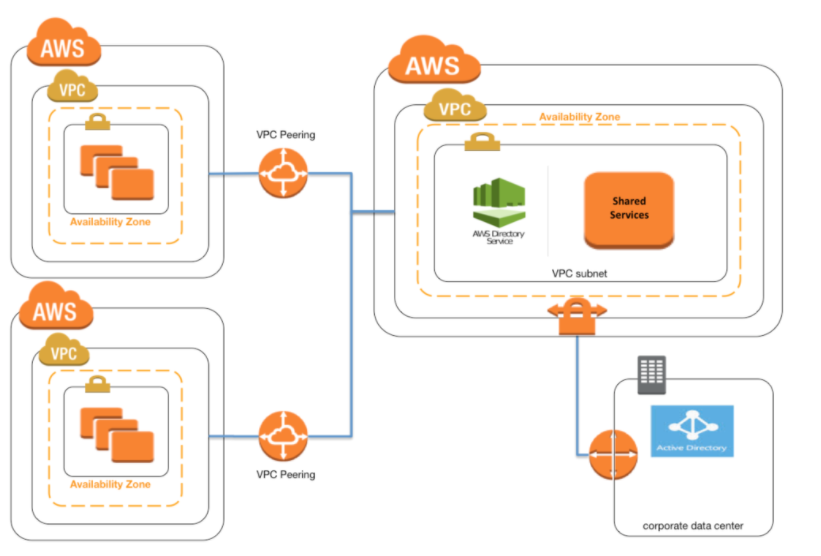 AWS
VPC
Availability Zone
VPC Peering
AWS
VPC
Availability Zone
VPC Peering
AWS
VPC
Availability Zone
AWS Directory
Service
Shared
Services
VPC subnet
Active Directory
corporate data center